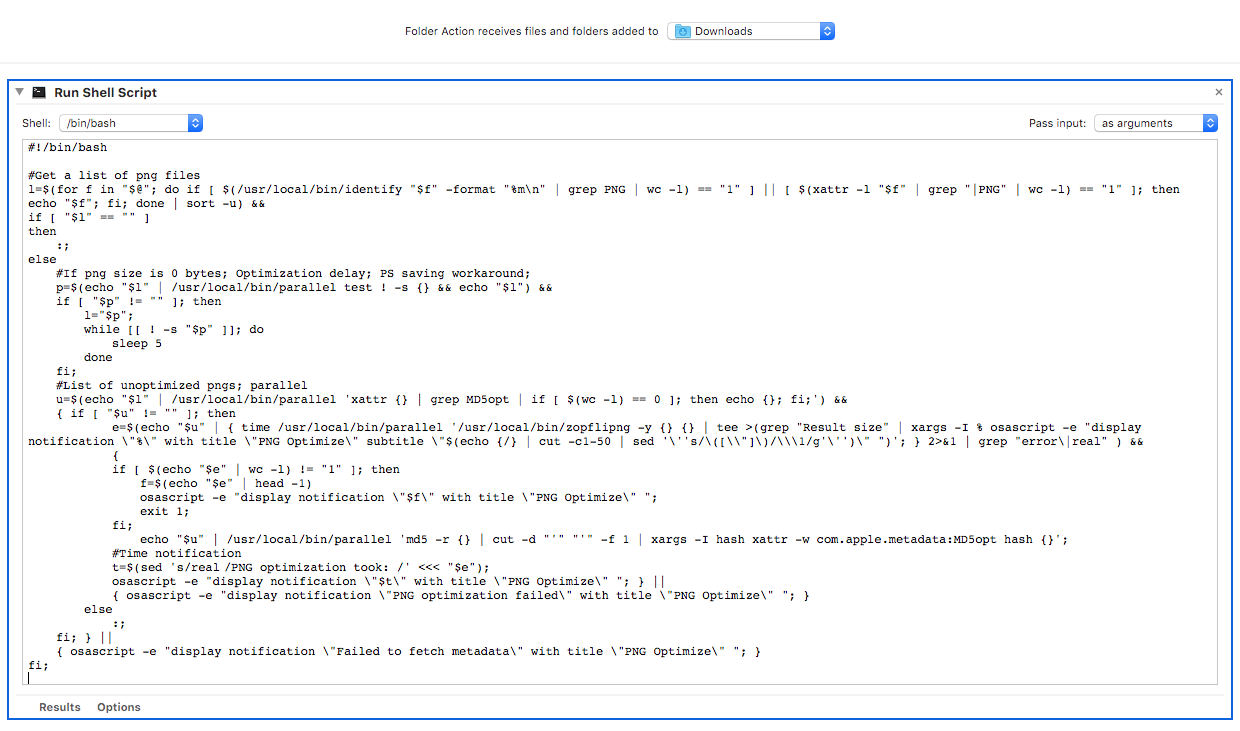 Folder Action receives files and folders added to Downloads
Run Shell Script
Shell: /bin/bash Pass input: as arguments
#!/bin/bash

#Get a list of png files
l=$(for f in "$@"; do if [ $(/usr/local/bin/identify "$f" -format "%m\n" | grep PNG | wc -l) == "1" ] || [ $(xattr -l "$f" | grep "|PNG" | wc -l) == "1" ]; then
echo "$f"; fi; done | sort -u) &&
if [ "$l" == "" ]
then
    :;
else
    #If png size is 0 bytes; Optimization delay; PS saving workaround;
    p=$(echo "$l" | /usr/local/bin/parallel test ! -s {} && echo "$l") &&
    if [ "$p" != "" ]; then
        l="$p";
        while [[ ! -s "$p" ]]; do
            sleep 5
        done
    fi;
    #List of unoptimized pngs; parallel
    u=$(echo "$l" | /usr/local/bin/parallel 'xattr {} | grep MD5opt | if [ $(wc -l) == 0 ]; then echo {}; fi;') &&
    { if [ "$u" != "" ]; then
            e=$(echo "$u" | { time /usr/local/bin/parallel '/usr/local/bin/zopflipng -y {} {} | tee >(grep "Result size" | xargs -I % osascript -e "display
notification \"%\" with title \"PNG Optimize\" subtitle \"$(echo {/} | cut -c1-50 | sed '\''s/\([\\"]\)/\\\1/g'\'')\" ")'; } 2>&1 | grep "error\|real" ) &&
            {
            if [ $(echo "$e" | wc -l) != "1" ]; then
                f=$(echo "$e" | head -1)
                osascript -e "display notification \"$f\" with title \"PNG Optimize\" ";
                exit 1;
            fi;
                echo "$u" | /usr/local/bin/parallel 'md5 -r {} | cut -d "'" "'" -f 1 | xargs -I hash xattr -w com.apple.metadata:MD5opt hash {}';
            #Time notification
            t=$(sed 's/real /PNG optimization took: /' <<< "$e");
            osascript -e "display notification \"$t\" with title \"PNG Optimize\" "; } ||
            { osascript -e "display notification \"PNG optimization failed\" with title \"PNG Optimize\" "; }
        else
            :;
    fi; } ||
    { osascript -e "display notification \"Failed to fetch metadata\" with title \"PNG Optimize\" "; }
fi;
Results Options